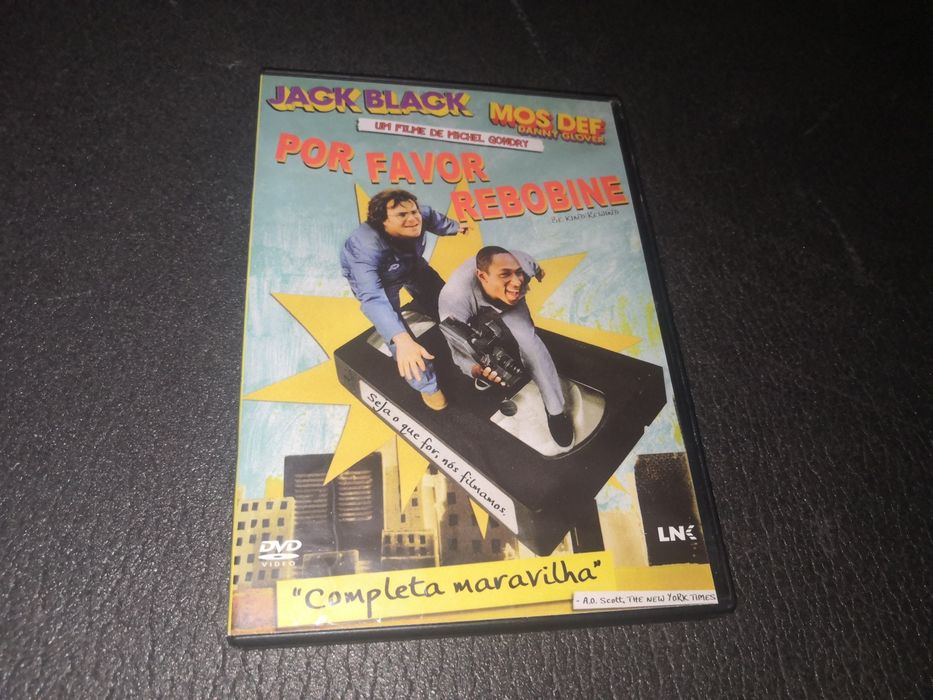 JACK BLACK
MOS DEF
DANNY GLOVER
UM FILME DE MICHEL GONDRY
POR FAVOR
REBOBINE
BE KIND REWIND
Seja o que for, nós filmamos.
DVD
VIDEO
LNK
"Completa maravilha"
- A.O. Scott, THE NEW YORK TIMES